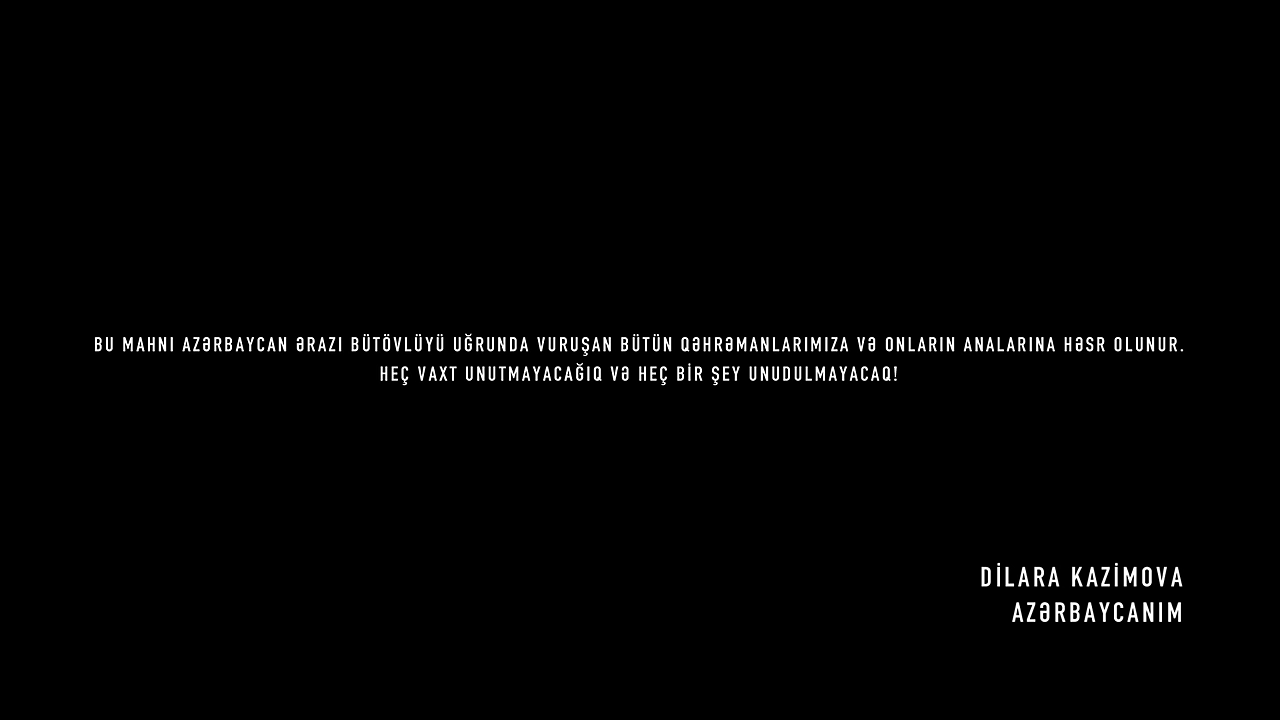 BU MAHNI AZƏRBAYCAN ƏRAZI BÜTÖVLÜYÜ UĞRUNDA VURUŞAN BÜTÜN QƏHRƏMANLARIMIZA VƏ ONLARIN ANALARINA HƏSR OLUNUR.
HEÇ VAXT UNUTMAYACAĞIQ VƏ HEÇ BİR ŞEY UNUDULMAYACAQ!
DİLARA KAZİMOVA
AZƏRBAYCANIM